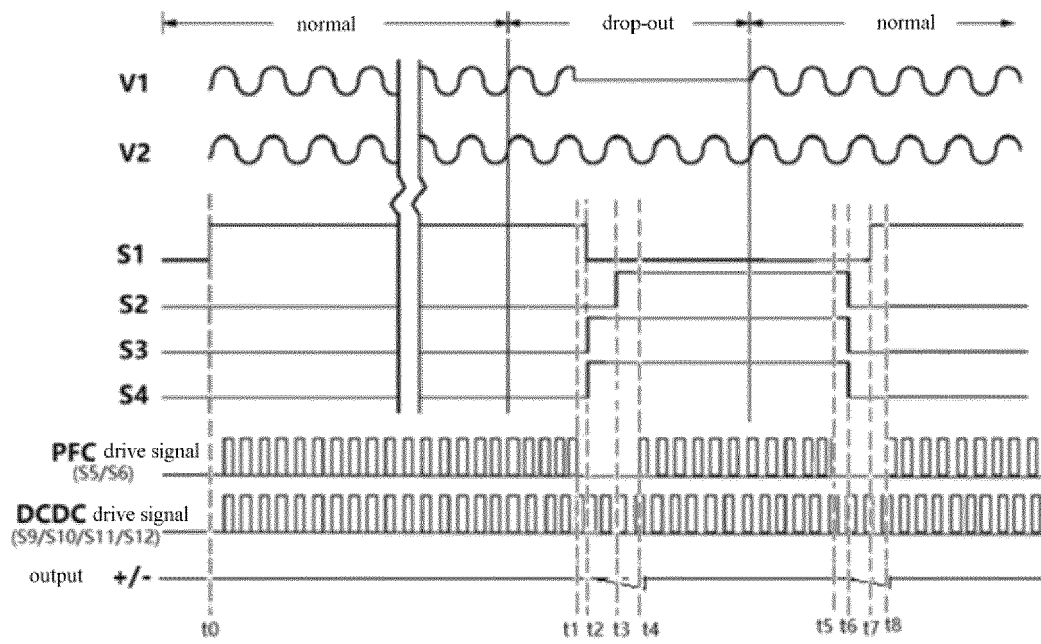 normal drop-out normal
V1
V2
S1
S2
S3
S4
PFC drive signal
(S5/S6)
DCDC drive signal
(S9/S10/S11/S12)
output +/-
t0 t1 t2 t3 t4 t5 t6 t7 t8